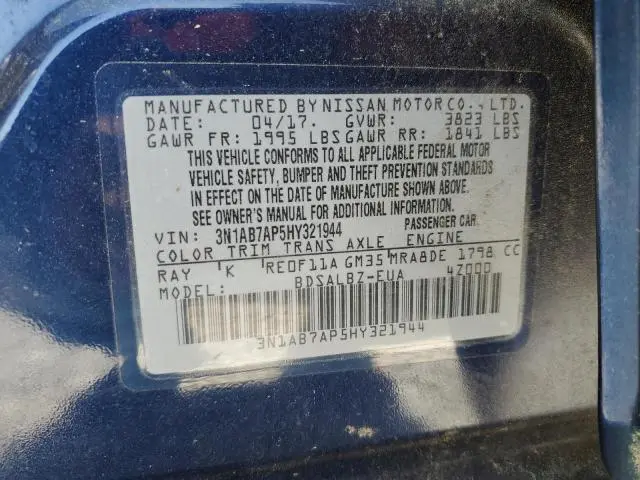 MANUFACTURED BY NISSAN MOTOR CO., LTD.
DATE: 04/17. GVWR: 3823 LBS
GAWR FR: 1995 LBS GAWR RR: 1841 LBS
THIS VEHICLE CONFORMS TO ALL APPLICABLE FEDERAL MOTOR
VEHICLE SAFETY, BUMPER AND THEFT PREVENTION STANDARDS
IN EFFECT ON THE DATE OF MANUFACTURE SHOWN ABOVE.
SEE OWNER'S MANUAL FOR ADDITIONAL INFORMATION.
VIN: 3N1AB7AP5HY321944 PASSENGER CAR
COLOR TRIM TRANS AXLE ENGINE
RAY K RE0F11A GM35 MRA8DE 1798 CC
MODEL: BDSALBZ-EUA 4Z000
3N1AB7AP5HY321944